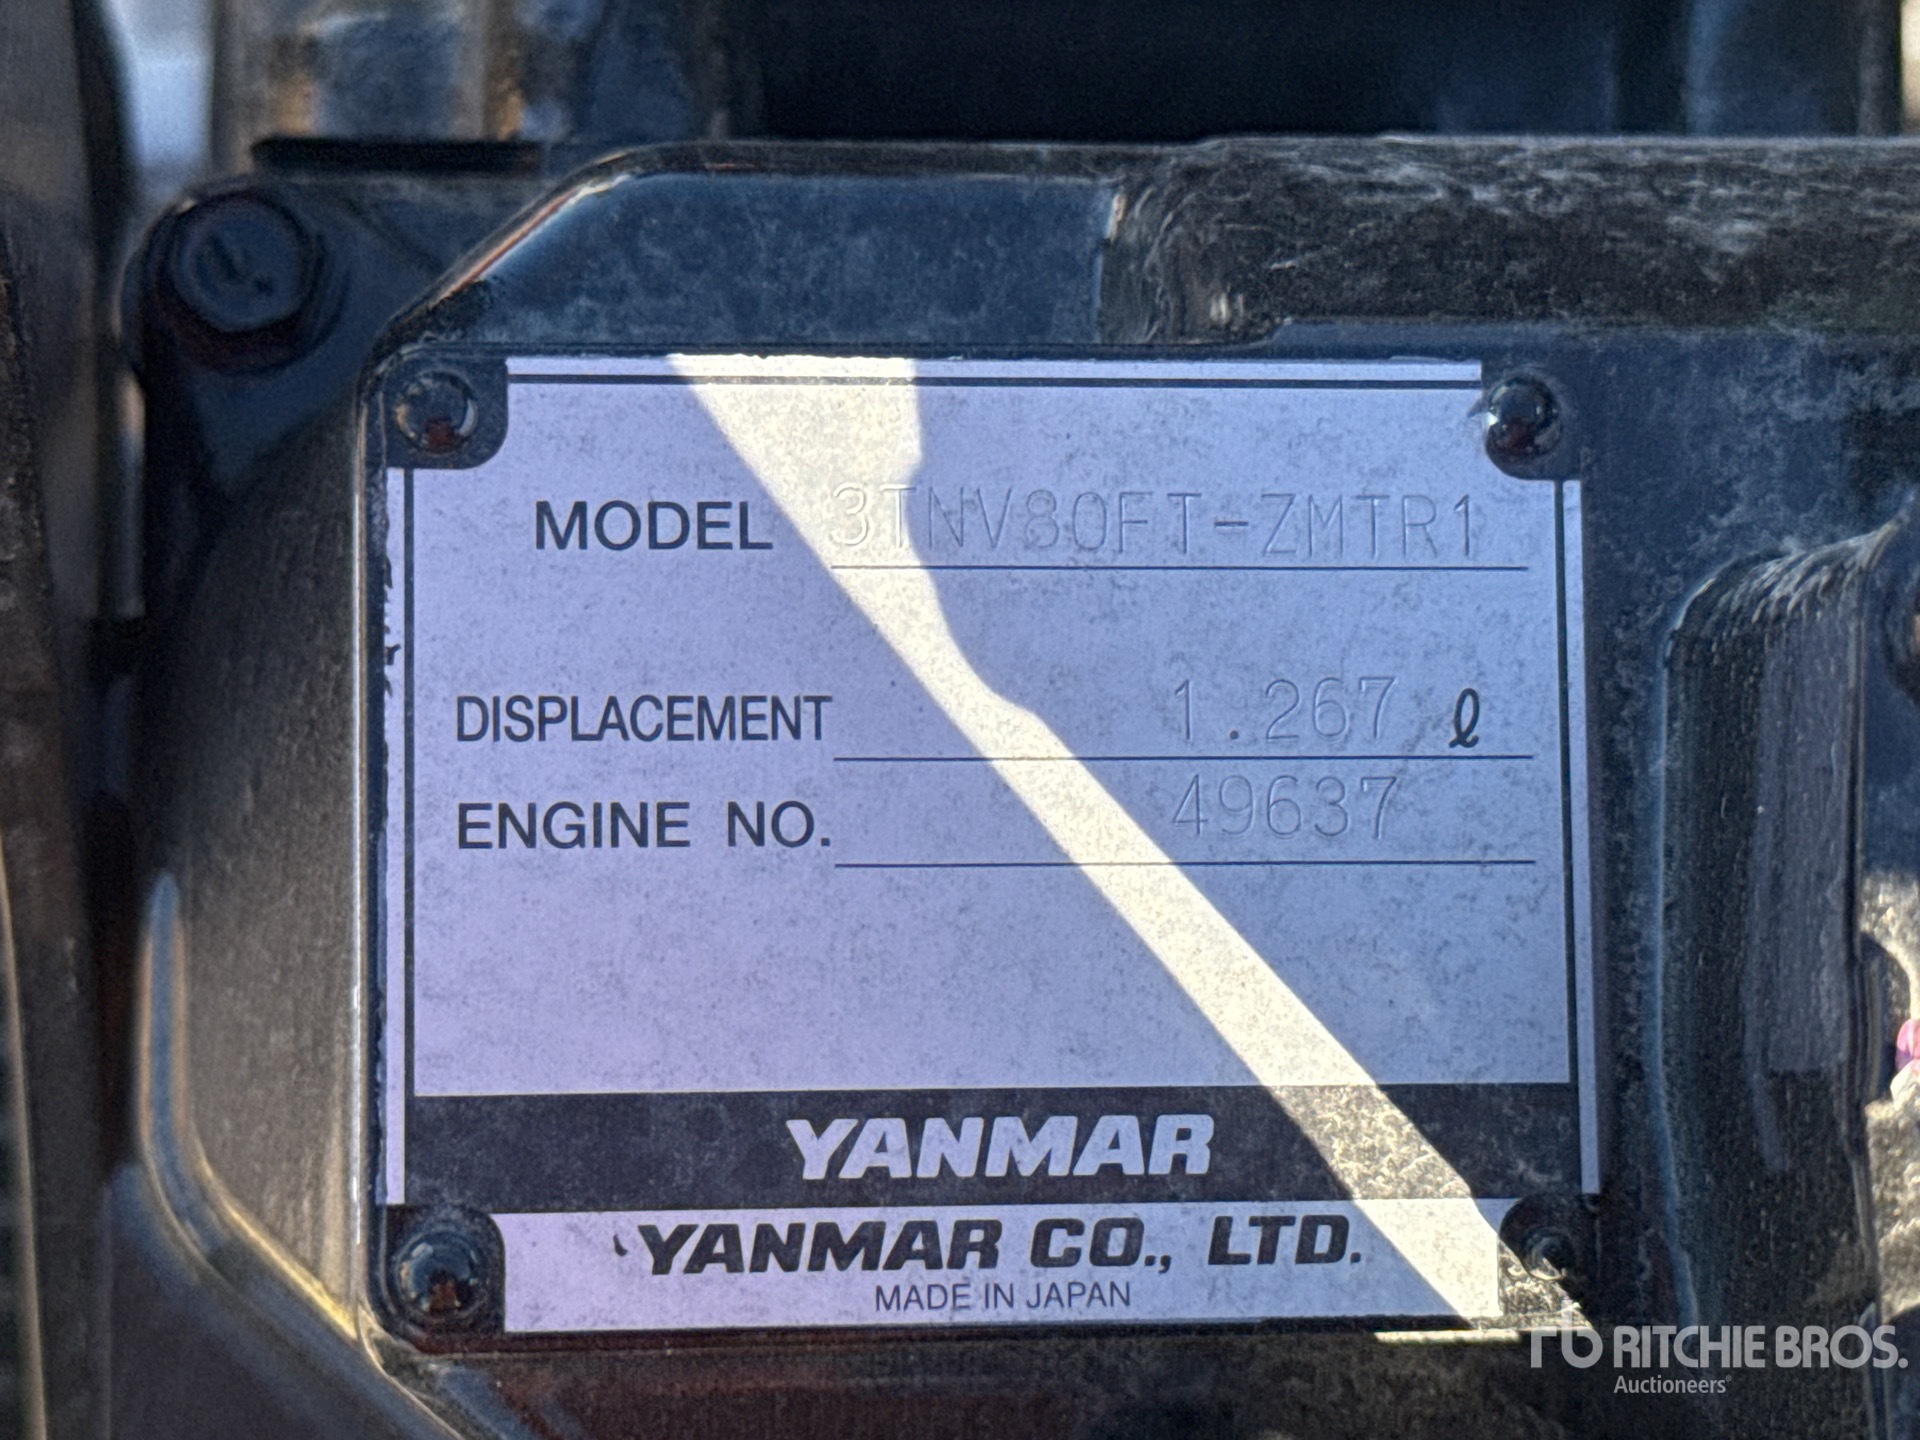 MODEL 3TNV80FT-ZMTR1
DISPLACEMENT 1.267 ℓ
ENGINE NO. 49637
YANMAR
YANMAR CO., LTD.
MADE IN JAPAN
rb RITCHIE BROS.
Auctioneers